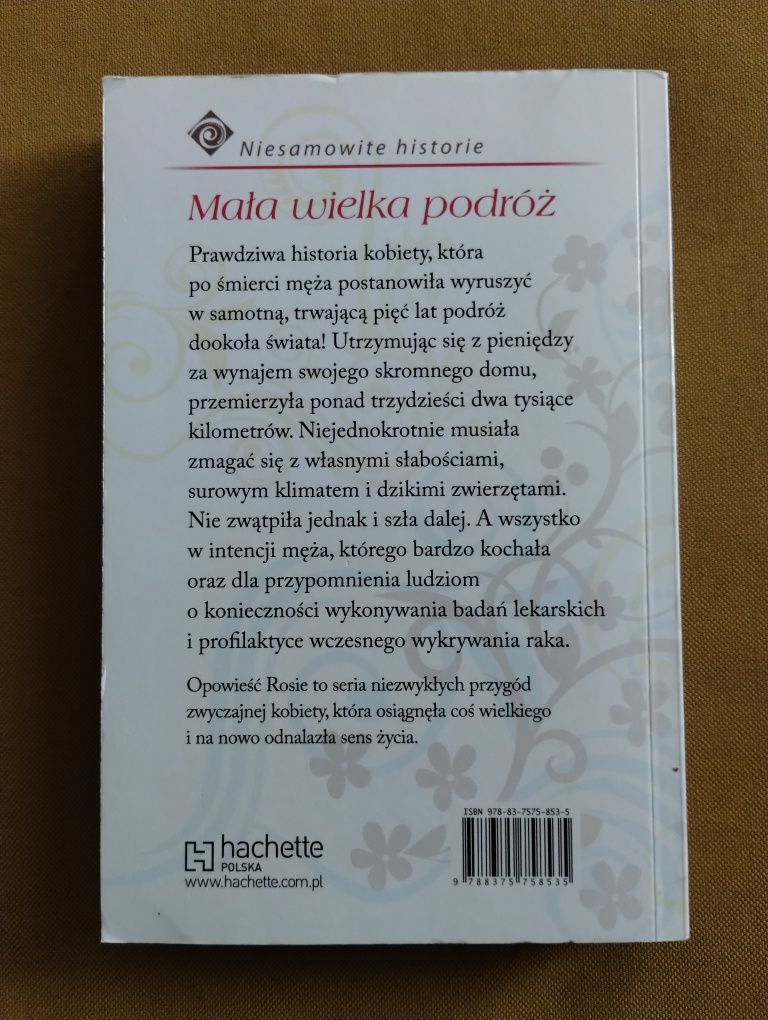 Niesamowite historie
Mała wielka podróż
Prawdziwa historia kobiety, która
po śmierci męża postanowiła wyruszyć
w samotną, trwającą pięć lat podróż
dookoła świata! Utrzymując się z pieniędzy
za wynajem swojego skromnego domu,
przemierzyła ponad trzydzieści dwa tysiące
kilometrów. Niejednokrotnie musiała
zmagać się z własnymi słabościami,
surowym klimatem i dzikimi zwierzętami.
Nie zwątpiła jednak i szła dalej. A wszystko
w intencji męża, którego bardzo kochała
oraz dla przypomnienia ludziom
o konieczności wykonywania badań lekarskich
i profilaktyce wczesnego wykrywania raka.
Opowieść Rosie to seria niezwykłych przygód
zwyczajnej kobiety, która osiągnęła coś wielkiego
i na nowo odnalazła sens życia.
hachette
POLSKA
www.hachette.com.pl
ISBN 978-83-7575-853-5
9 788375 758535